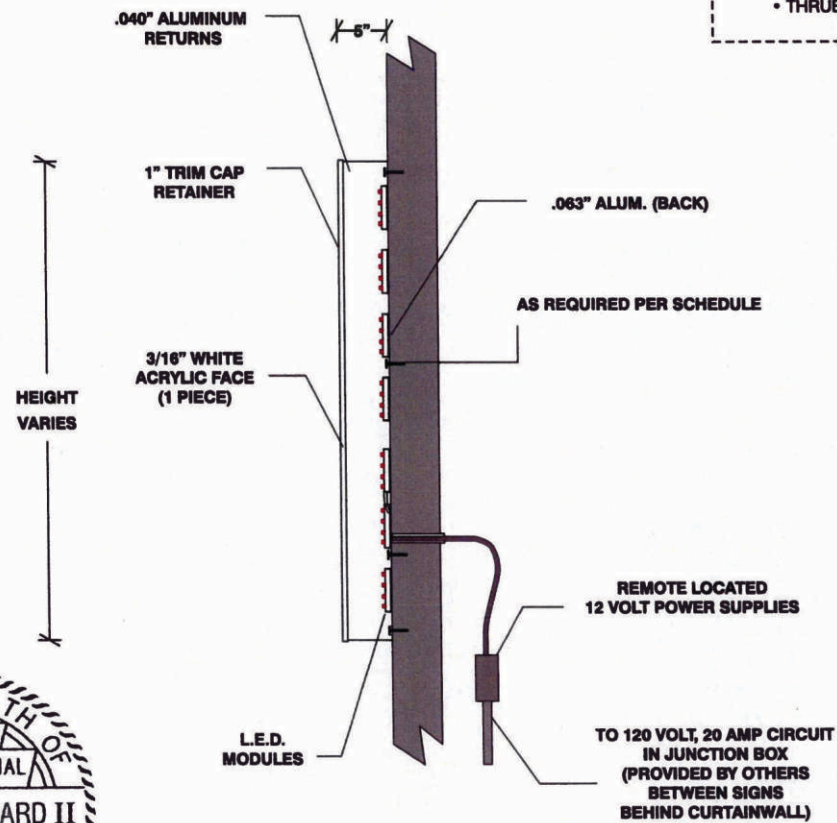 • THRUB
.040" ALUMINUM
RETURNS
5"
1" TRIM CAP
RETAINER
.063" ALUM. (BACK)
AS REQUIRED PER SCHEDULE
3/16" WHITE
ACRYLIC FACE
(1 PIECE)
HEIGHT
VARIES
REMOTE LOCATED
12 VOLT POWER SUPPLIES
L.E.D.
MODULES
TO 120 VOLT, 20 AMP CIRCUIT
IN JUNCTION BOX
(PROVIDED BY OTHERS
BETWEEN SIGNS
BEHIND CURTAINWALL)
TH OF
IAL
ARD II